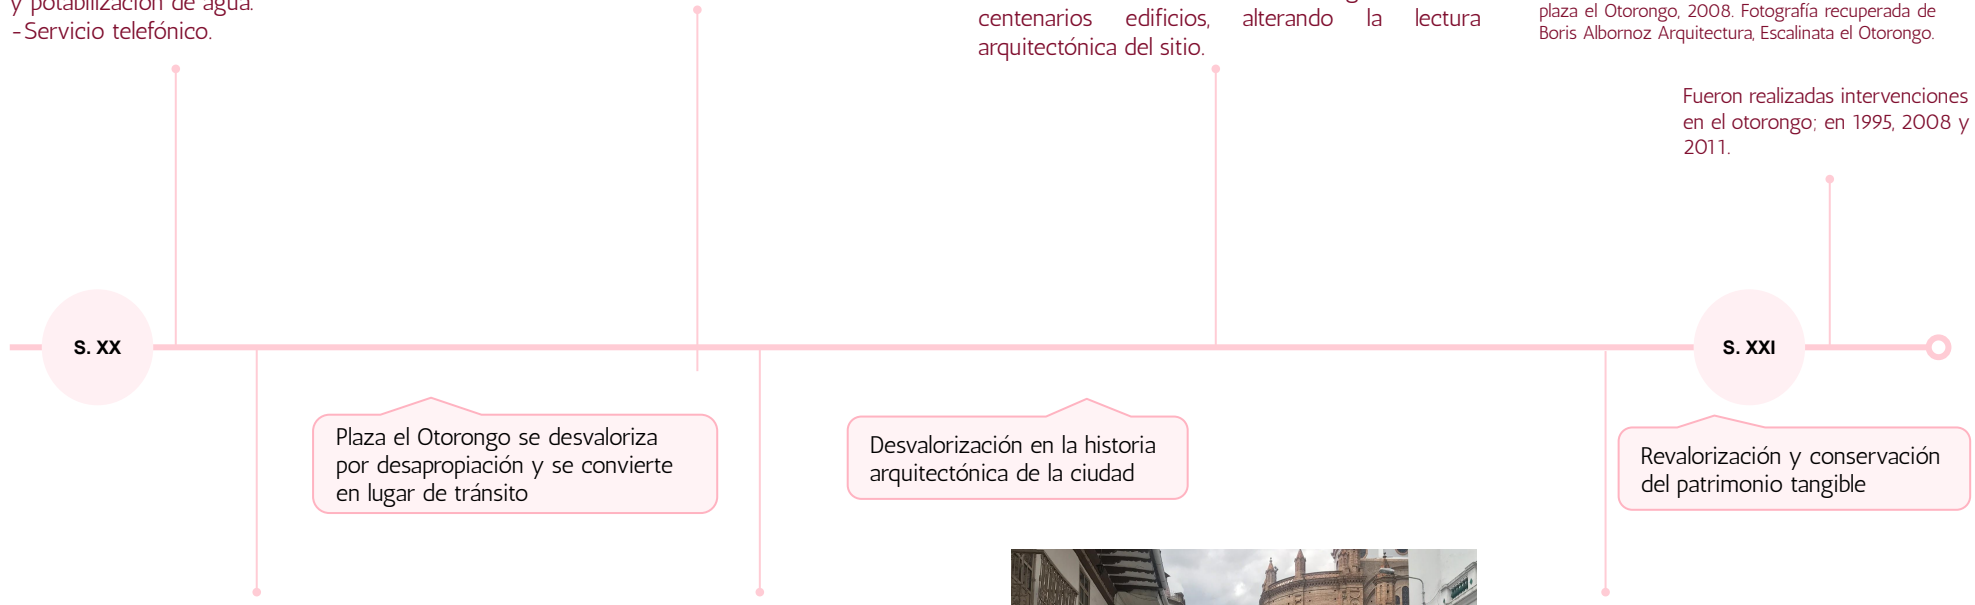 y potabilización de agua.
-Servicio telefónico.
centenarios edificios, alterando la lectura
arquitectónica del sitio.
plaza el Otorongo, 2008. Fotografía recuperada de
Boris Albornoz Arquitectura, Escalinata el Otorongo.
Fueron realizadas intervenciones
en el otorongo; en 1995, 2008 y
2011.
S. XX
S. XXI
Plaza el Otorongo se desvaloriza
por desapropiación y se convierte
en lugar de tránsito
Desvalorización en la historia
arquitectónica de la ciudad
Revalorización y conservación
del patrimonio tangible